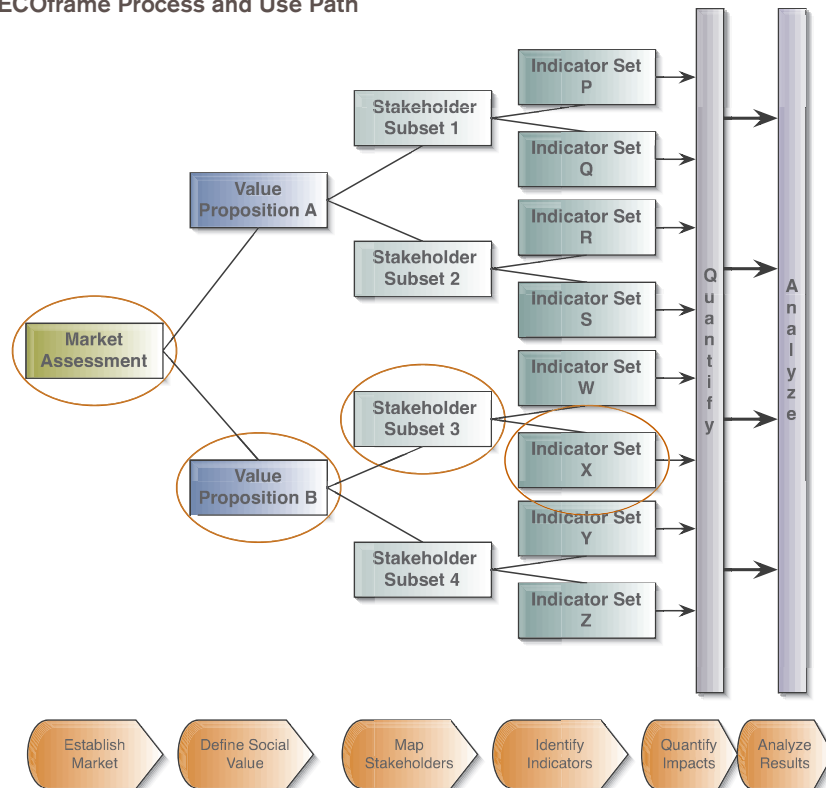 ECOframe Process and Use Path
Indicator Set
P
Stakeholder
Subset 1
Indicator Set
Q
Value
Proposition A
Indicator Set
R
Stakeholder
Subset 2
Indicator Set
S
Market
Assessment
Indicator Set
W
Stakeholder
Subset 3
Indicator Set
X
Value
Proposition B
Indicator Set
Y
Stakeholder
Subset 4
Indicator Set
Z
Quantify
Analyze
Establish
Market
Define Social
Value
Map
Stakeholders
Identify
Indicators
Quantify
Impacts
Analyze
Results